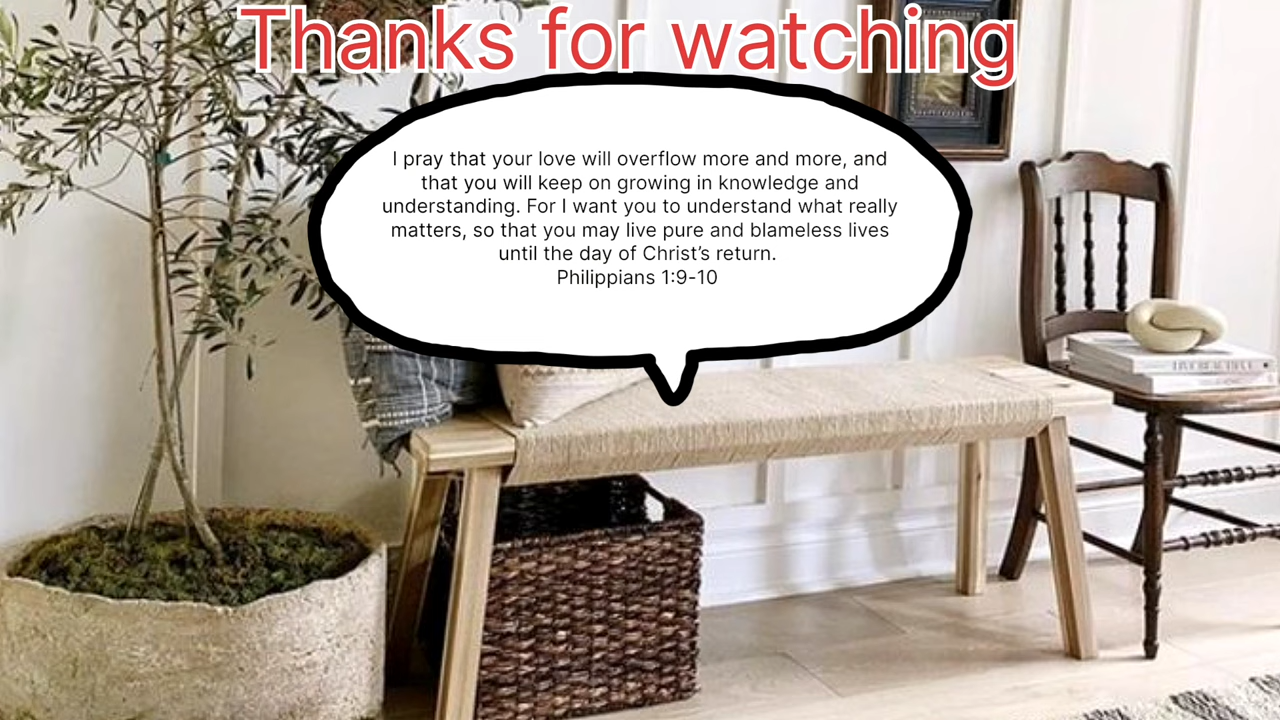 Thanks for watching
I pray that your love will overflow more and more, and
that you will keep on growing in knowledge and
understanding. For I want you to understand what really
matters, so that you may live pure and blameless lives
until the day of Christ's return.
Philippians 1:9-10
LIVE BEAUTIFUL